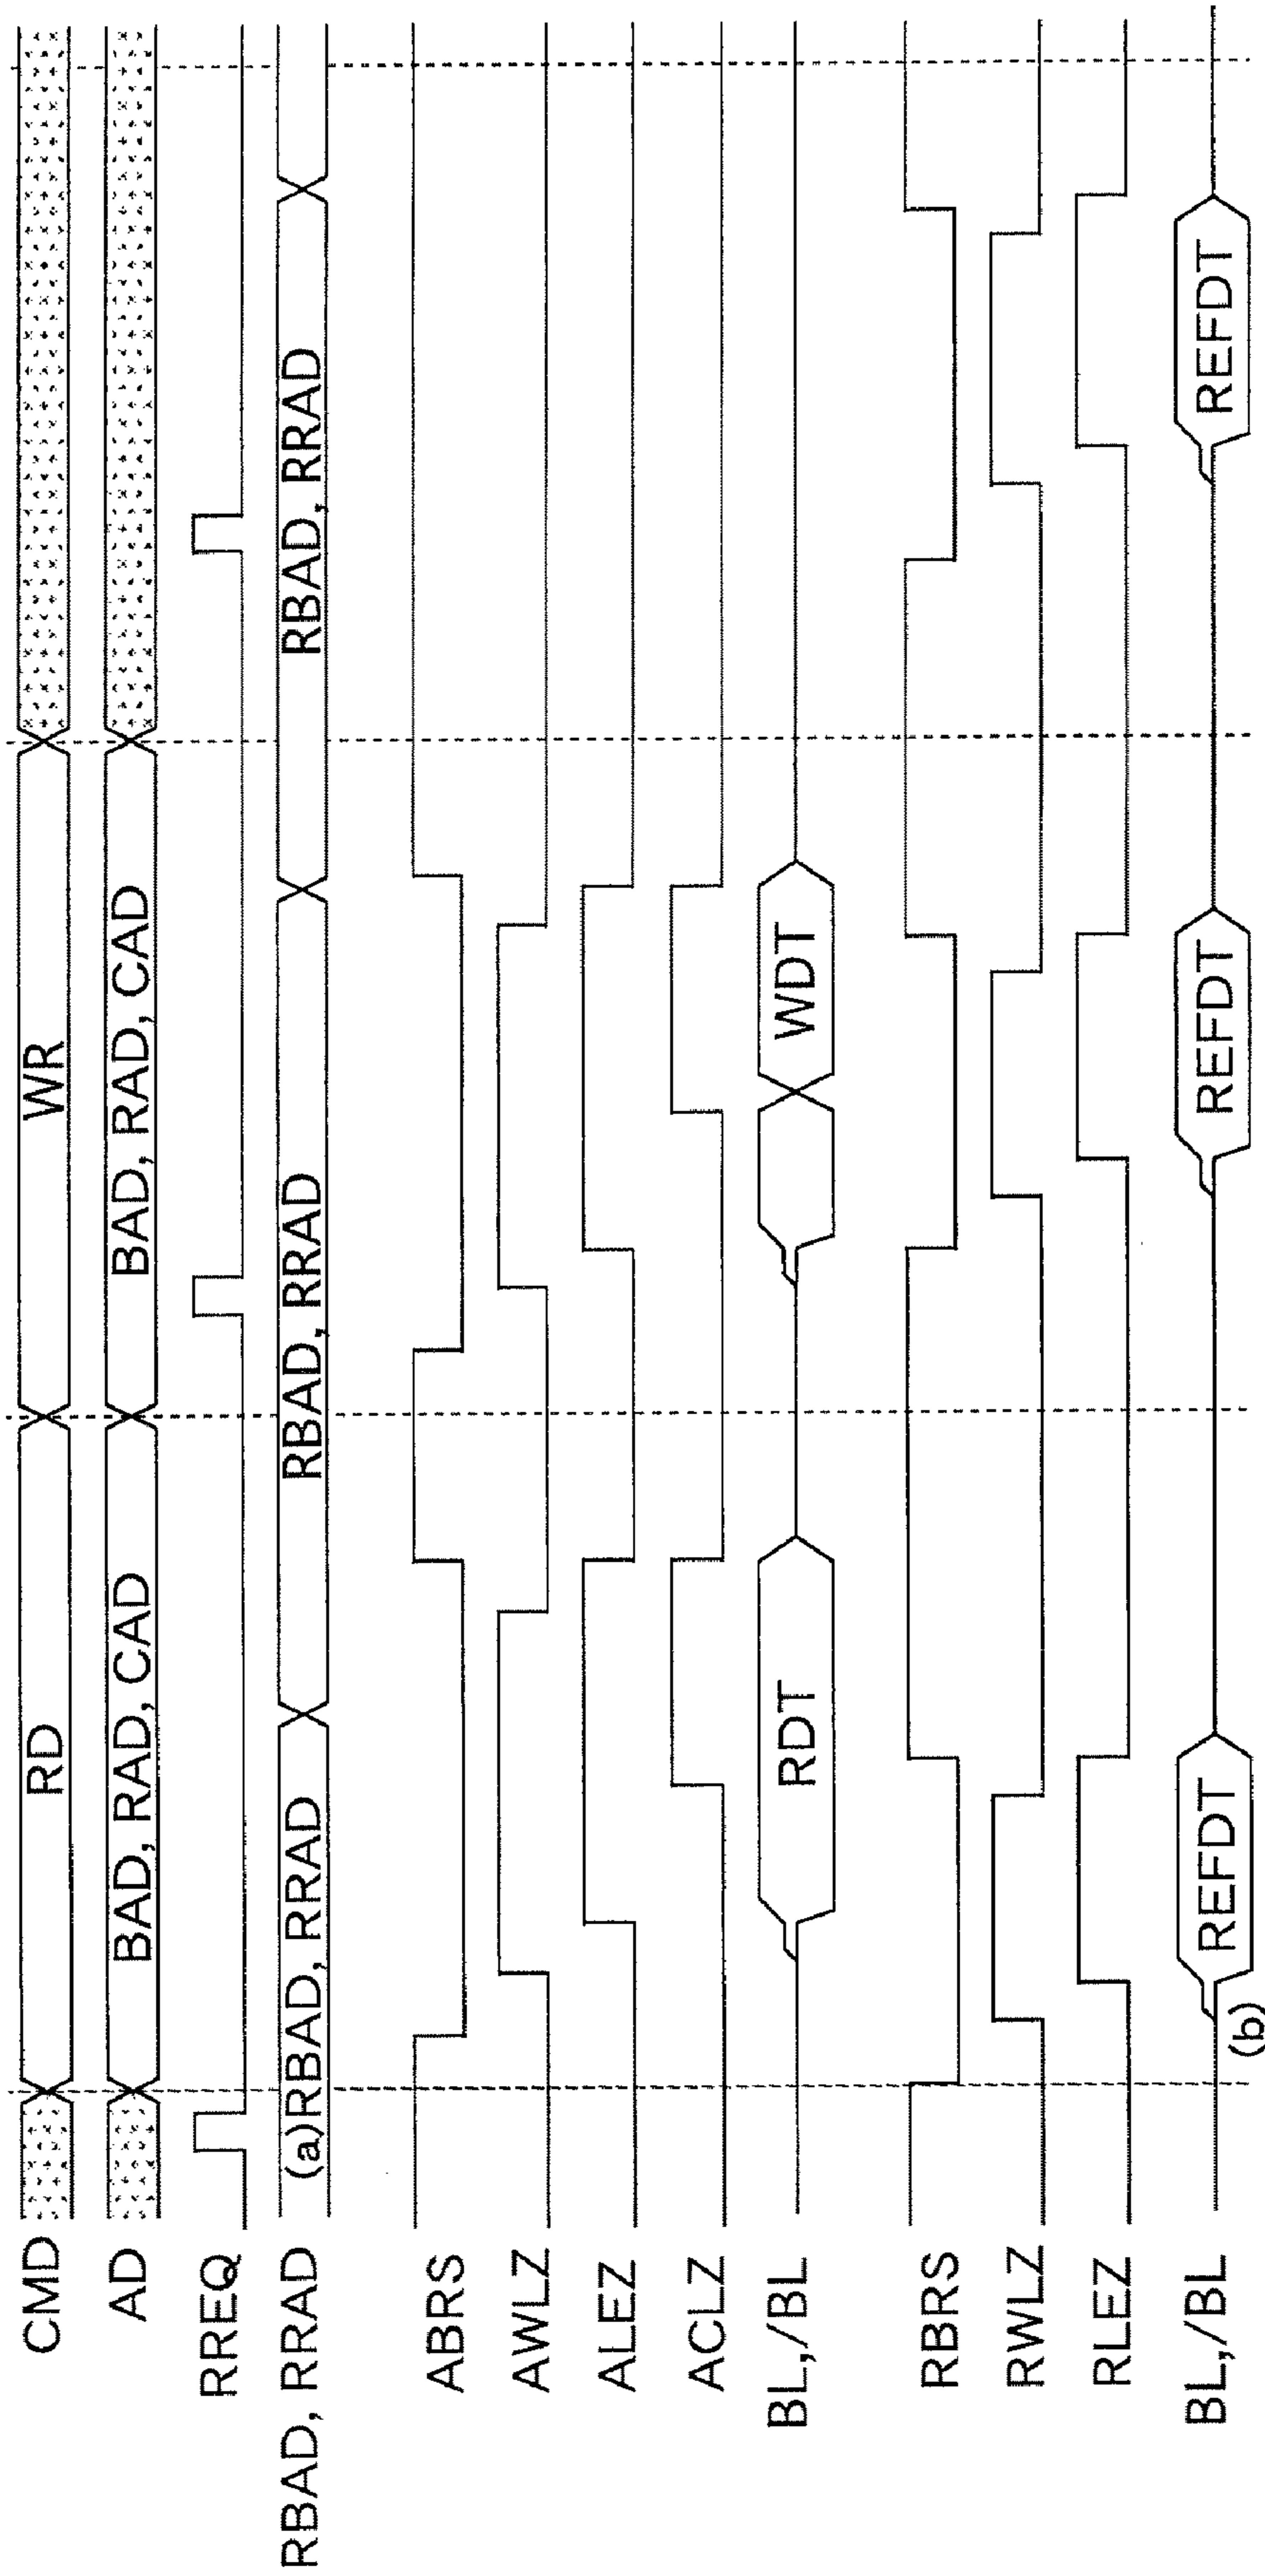 CMD
RD
WR
AD
BAD, RAD, CAD
BAD, RAD, CAD
RREQ
RBAD, RRAD
(a)RBAD, RRAD
RBAD, RRAD
RBAD, RRAD
ABRS
AWLZ
ALEZ
ACLZ
BL,/BL
RDT
WDT
RBRS
RWLZ
RLEZ
BL,/BL
REFDT
REFDT
REFDT
(b)